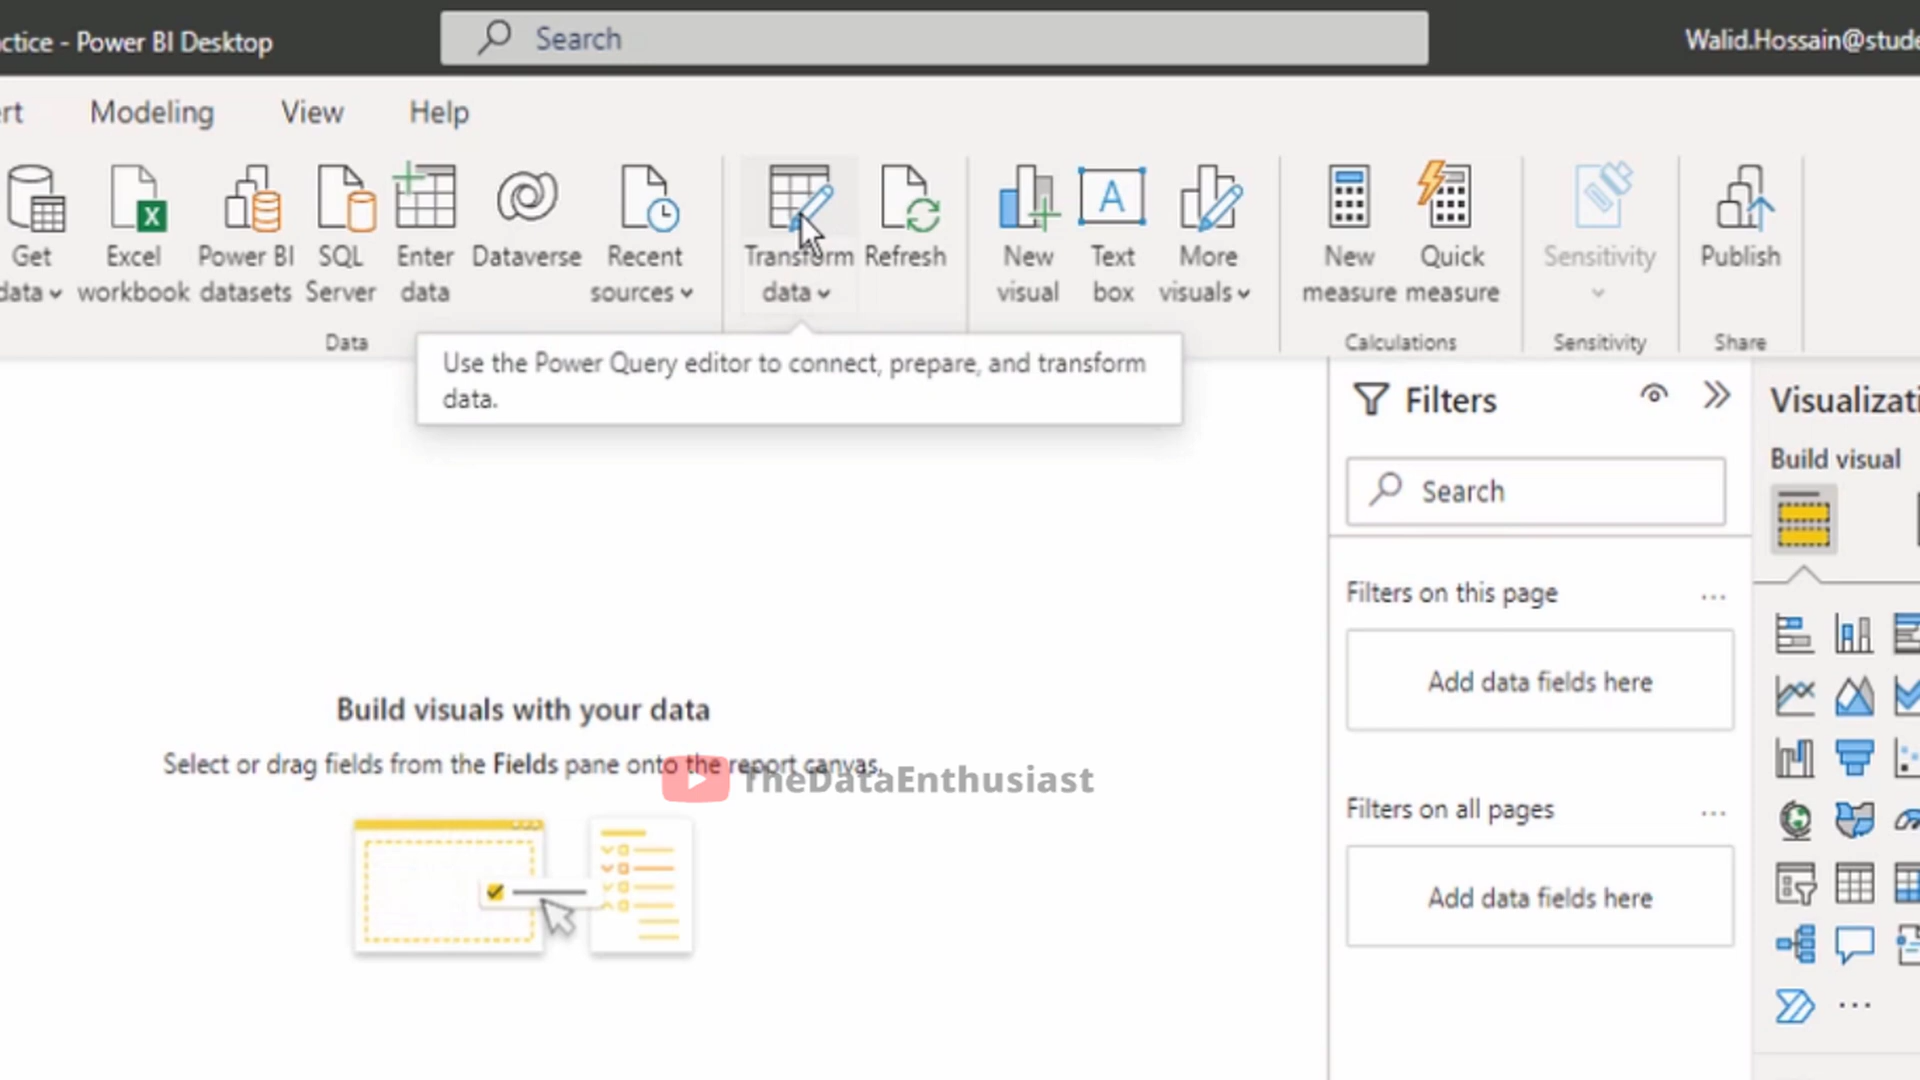 ctice - Power BI Desktop
Search
Walid.Hossain@stude
rt
Modeling
View
Help
Get data
Excel workbook
Power BI datasets
SQL Server
Enter data
Dataverse
Recent sources
Transform data
Refresh
New visual
Text box
More visuals
New measure
Quick measure
Sensitivity
Publish
Data
Calculations
Sensitivity
Share
Use the Power Query editor to connect, prepare, and transform
data.
Filters
Search
Filters on this page
...
Add data fields here
Filters on all pages
...
Add data fields here
Visualizati
Build visual
Build visuals with your data
Select or drag fields from the Fields pane onto the report canvas.
TheDataEnthusiast